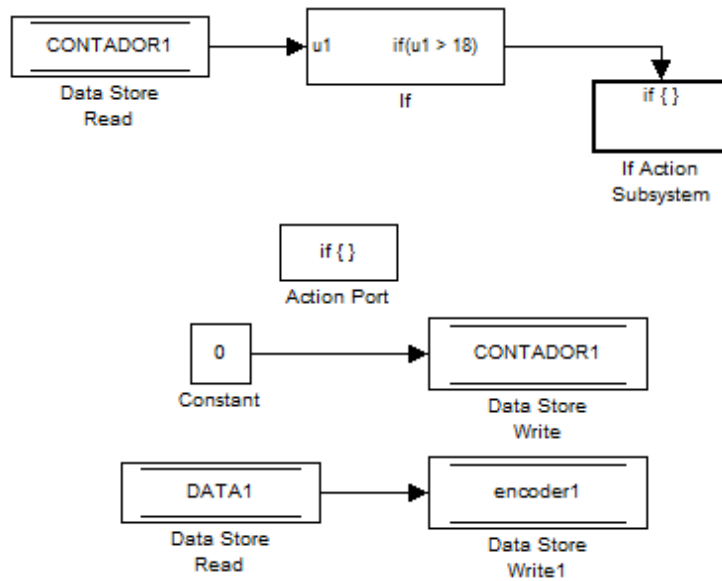 CONTADOR1
u1
if(u1 > 18)
Data Store
Read
If
if { }
If Action
Subsystem
if { }
Action Port
0
CONTADOR1
Constant
Data Store
Write
DATA1
encoder1
Data Store
Read
Data Store
Write1